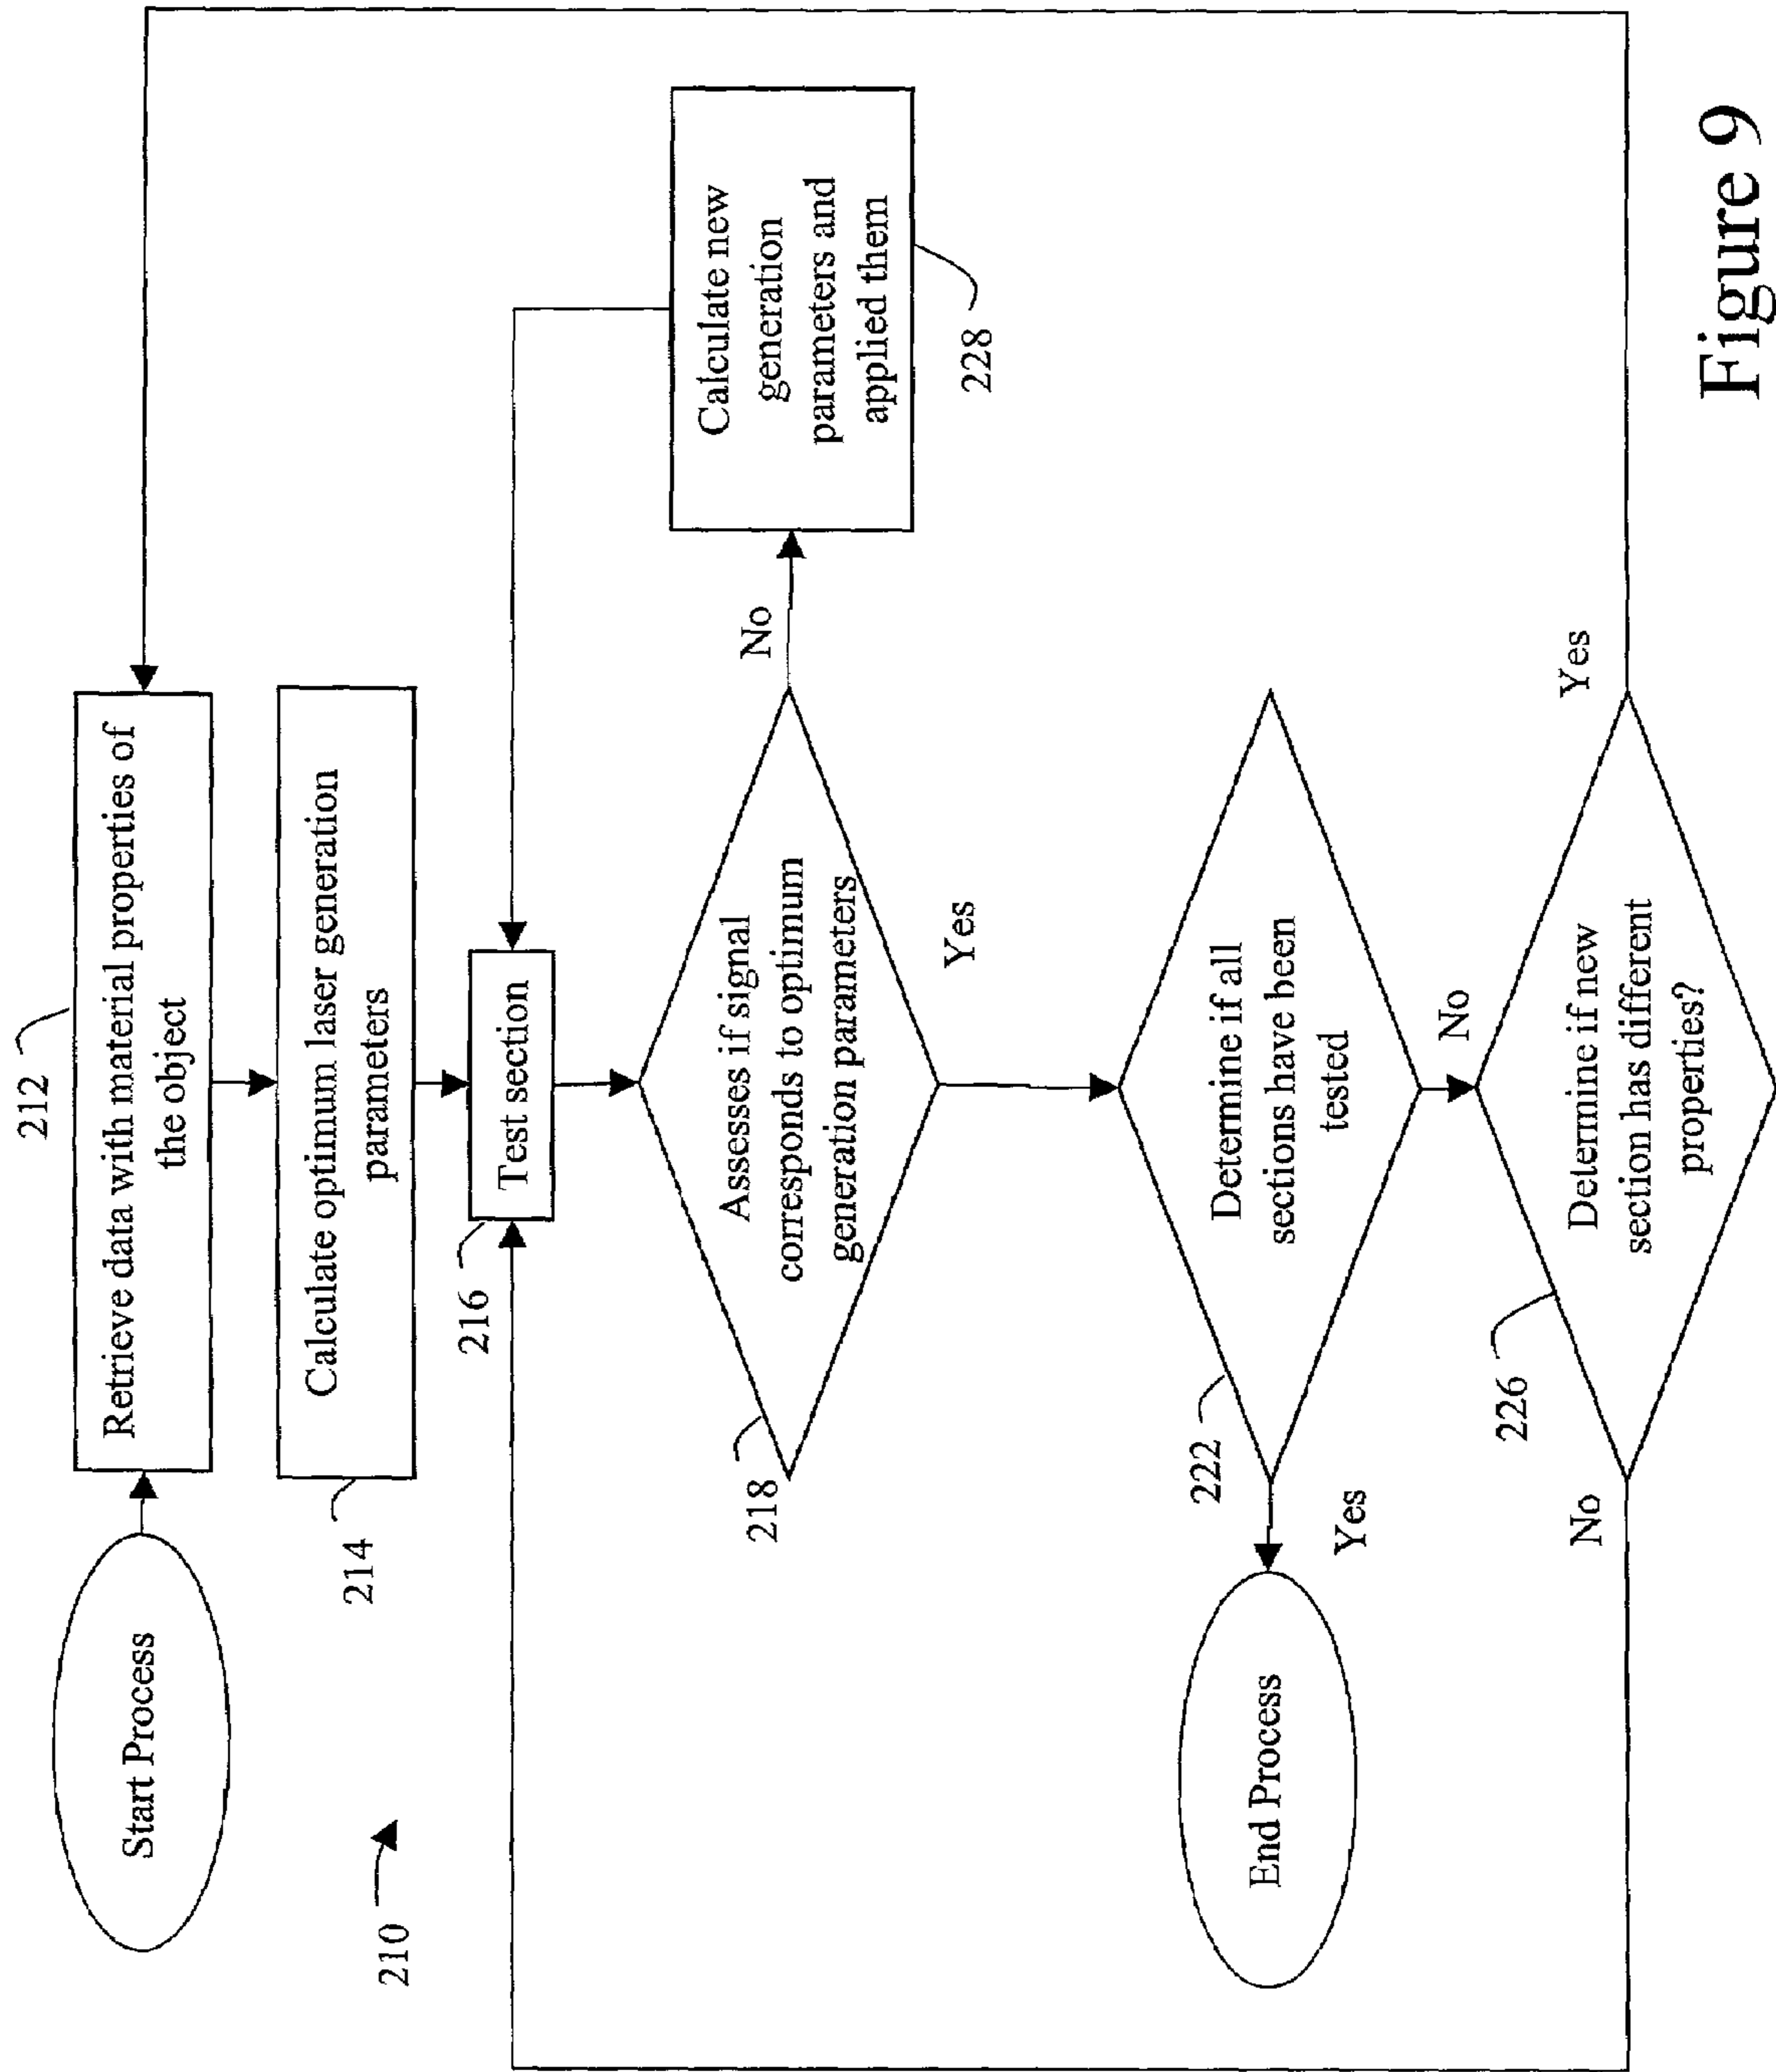 Start Process
212
Retrieve data with material properties of
the object
214
Calculate optimum laser generation
parameters
210
216
Test section
218
Assesses if signal
corresponds to optimum
generation parameters
No
Calculate new
generation
parameters and
applied them
228
Yes
222
Determine if all
sections have been
tested
Yes
End Process
No
226
Determine if new
section has different
properties?
No
Yes
Figure 9